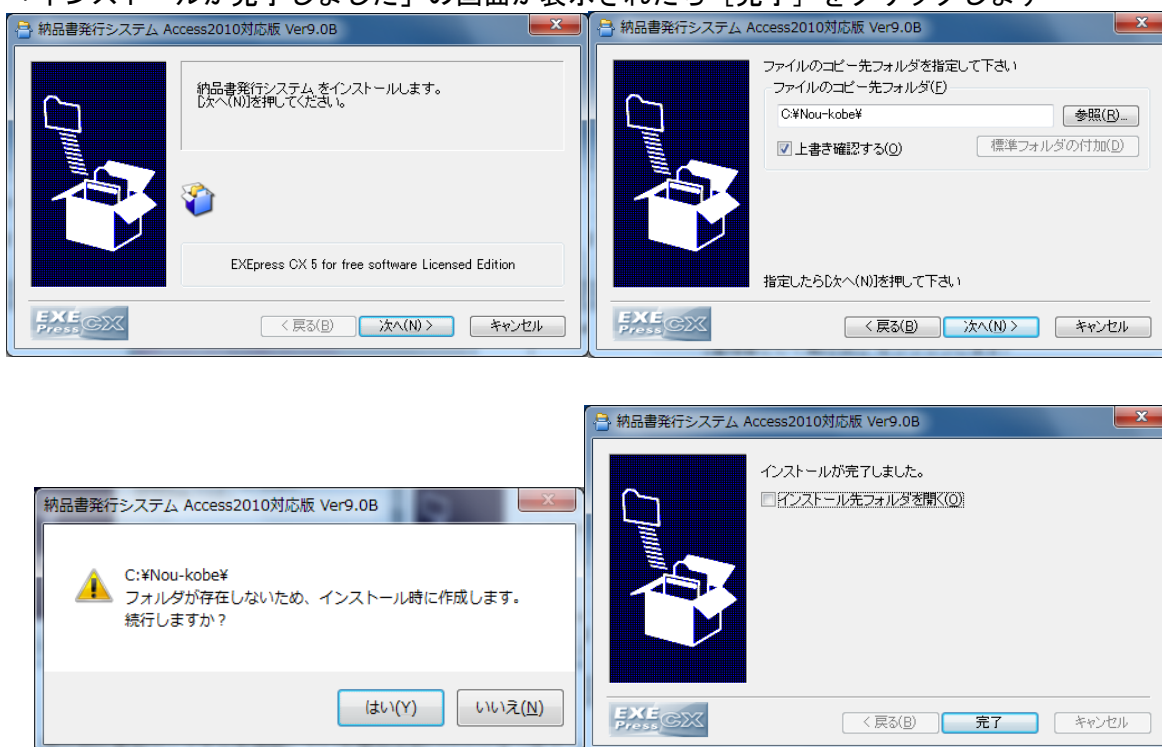 ・インストールが完了しました」の画面が表示されたら［完了］をクリックします
納品書発行システム Access2010対応版 Ver9.0B
納品書発行システム をインストールします。
[次へ(N)]を押してください。
EXEpress CX 5 for free software Licensed Edition
EXE Press CX
< 戻る(B)
次へ(N) >
キャンセル
納品書発行システム Access2010対応版 Ver9.0B
ファイルのコピー先フォルダを指定して下さい
ファイルのコピー先フォルダ(F)
C:¥Nou-kobe¥
参照(R)...
上書き確認する(O)
標準フォルダの付加(D)
指定したら[次へ(N)]を押して下さい
EXE Press CX
< 戻る(B)
次へ(N) >
キャンセル
納品書発行システム Access2010対応版 Ver9.0B
C:¥Nou-kobe¥
フォルダが存在しないため、インストール時に作成します。
続行しますか？
はい(Y)
いいえ(N)
納品書発行システム Access2010対応版 Ver9.0B
インストールが完了しました。
インストール先フォルダを開く(O)
EXE Press CX
< 戻る(B)
完了
キャンセル